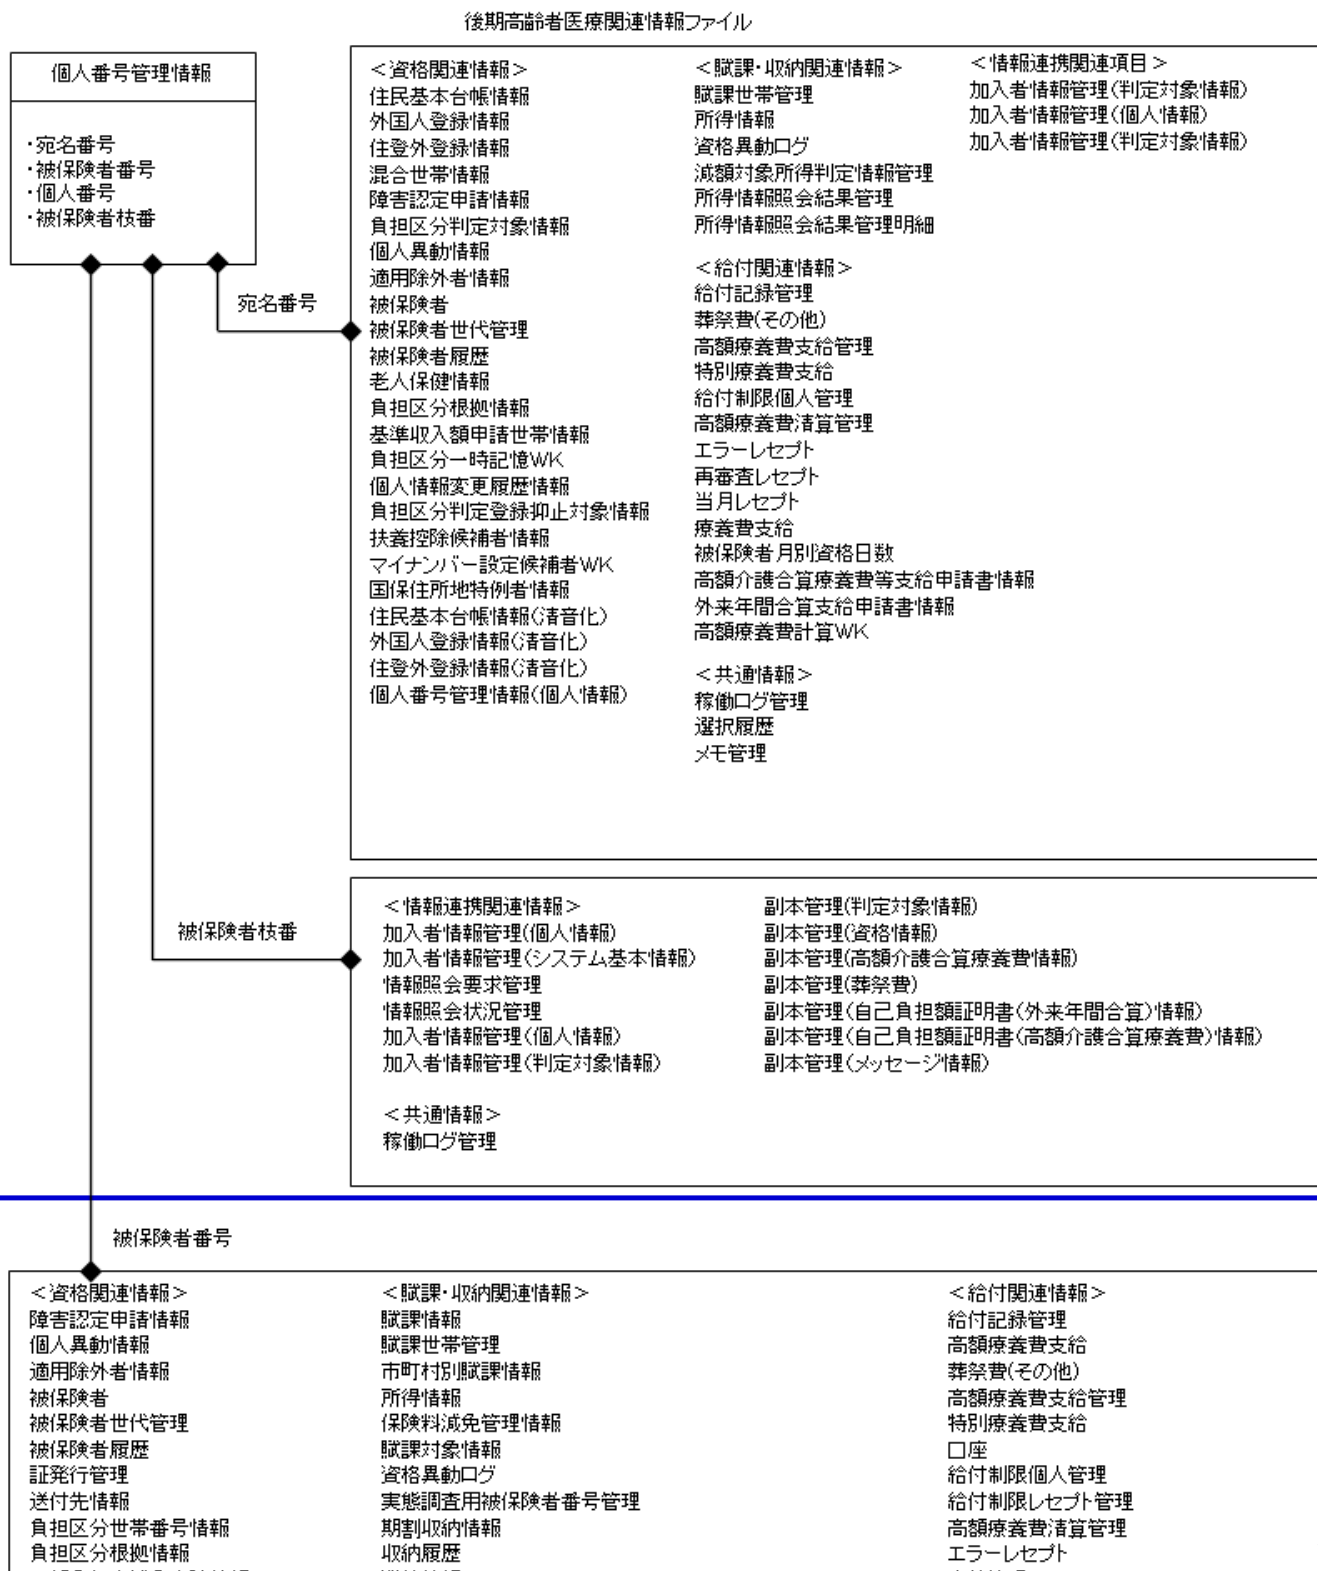 後期高齢者医療関連情報ファイル
個人番号管理情報
・宛名番号
・被保険者番号
・個人番号
・被保険者枝番
宛名番号
＜資格関連情報＞
住民基本台帳情報
外国人登録情報
住登外登録情報
混合世帯情報
障害認定申請情報
負担区分判定対象情報
個人異動情報
適用除外者情報
被保険者
被保険者世代管理
被保険者履歴
老人保健情報
負担区分根拠情報
基準収入額申請世帯情報
負担区分一時記憶WK
個人情報変更履歴情報
負担区分判定登録抑止対象情報
扶養控除候補者情報
マイナンバー設定候補者WK
国保住所地特例者情報
住民基本台帳情報(清音化)
外国人登録情報(清音化)
住登外登録情報(清音化)
個人番号管理情報(個人情報)
＜賦課・収納関連情報＞
賦課世帯管理
所得情報
資格異動ログ
減額対象所得判定情報管理
所得情報照会結果管理
所得情報照会結果管理明細
＜給付関連情報＞
給付記録管理
葬祭費(その他)
高額療養費支給管理
特別療養費支給
給付制限個人管理
高額療養費清算管理
エラーレセプト
再審査レセプト
当月レセプト
療養費支給
被保険者月別資格日数
高額介護合算療養費等支給申請書情報
外来年間合算支給申請書情報
高額療養費計算WK
＜共通情報＞
稼働ログ管理
選択履歴
メモ管理
＜情報連携関連項目＞
加入者情報管理(判定対象情報)
加入者情報管理(個人情報)
加入者情報管理(判定対象情報)
被保険者枝番
＜情報連携関連情報＞
加入者情報管理(個人情報)
加入者情報管理(システム基本情報)
情報照会要求管理
情報照会状況管理
加入者情報管理(個人情報)
加入者情報管理(判定対象情報)
＜共通情報＞
稼働ログ管理
副本管理(判定対象情報)
副本管理(資格情報)
副本管理(高額介護合算療養費情報)
副本管理(葬祭費)
副本管理(自己負担額証明書(外来年間合算)情報)
副本管理(自己負担額証明書(高額介護合算療養費)情報)
副本管理(メッセージ情報)
被保険者番号
＜資格関連情報＞
障害認定申請情報
個人異動情報
適用除外者情報
被保険者
被保険者世代管理
被保険者履歴
証発行管理
送付先情報
負担区分世帯番号情報
負担区分根拠情報
＜賦課・収納関連情報＞
賦課情報
賦課世帯管理
市町村別賦課情報
所得情報
保険料減免管理情報
賦課対象情報
資格異動ログ
実態調査用被保険者番号管理
期割収納情報
収納履歴
＜給付関連情報＞
給付記録管理
高額療養費支給
葬祭費(その他)
高額療養費支給管理
特別療養費支給
口座
給付制限個人管理
給付制限レセプト管理
高額療養費清算管理
エラーレセプト